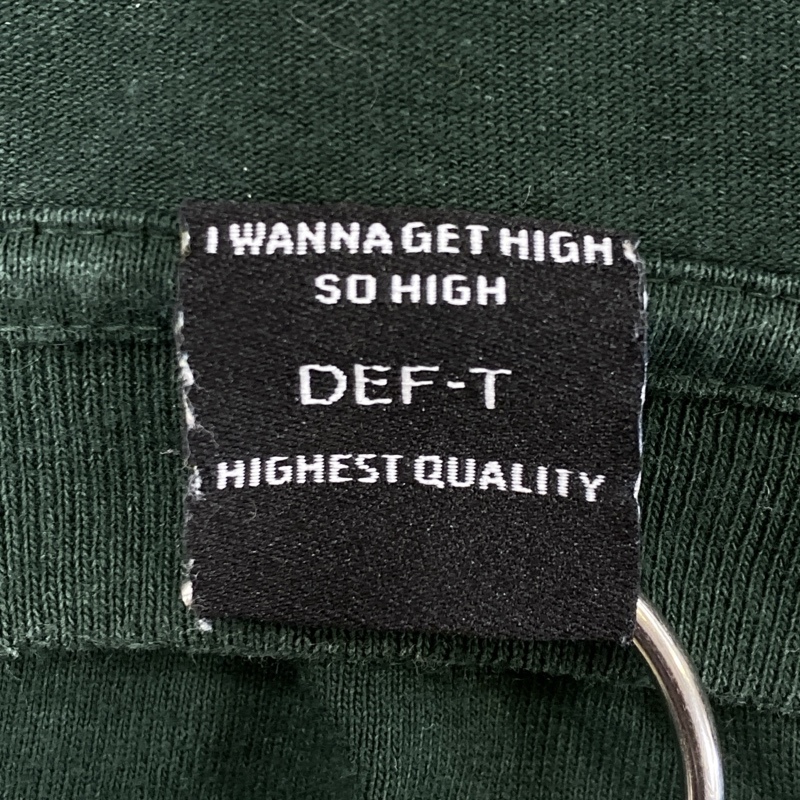 I WANNA GET HIGH
SO HIGH
DEF-T
HIGHEST QUALITY